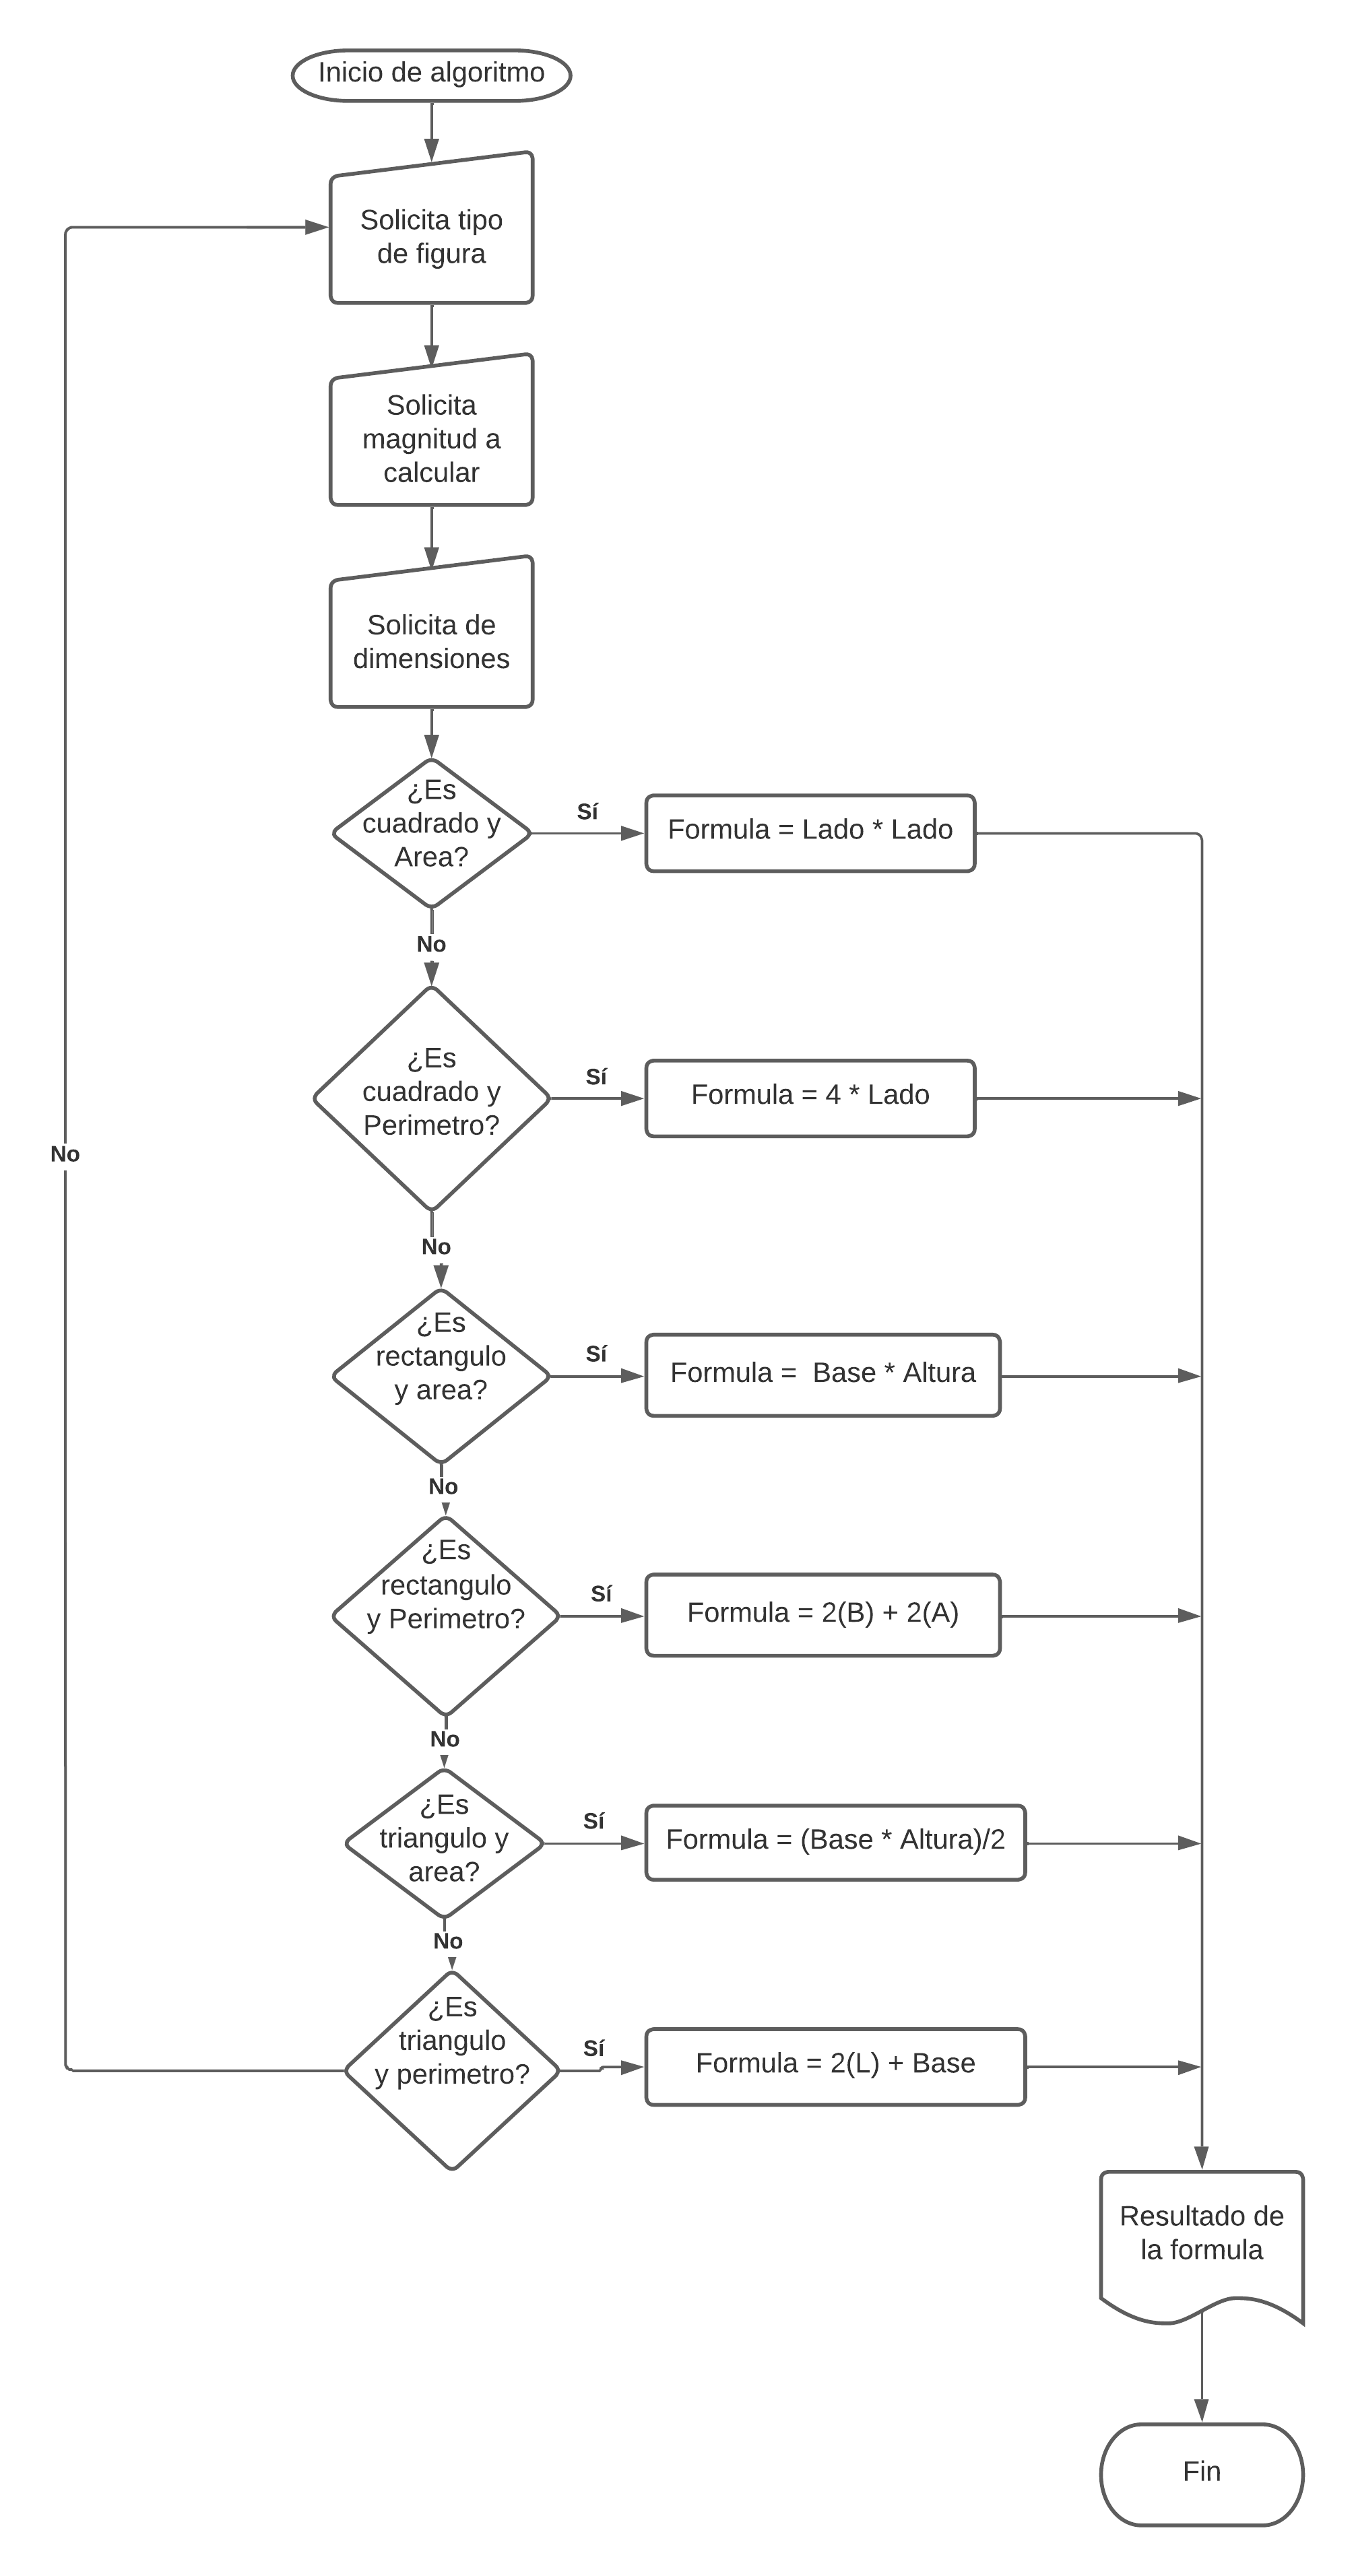 Inicio de algoritmo
Solicita tipo
de figura
Solicita
magnitud a
calcular
Solicita de
dimensiones
¿Es
cuadrado y
Area?
Sí
Formula = Lado * Lado
No
¿Es
cuadrado y
Perimetro?
Sí
Formula = 4 * Lado
No
No
¿Es
rectangulo
y area?
Sí
Formula =  Base * Altura
No
¿Es
rectangulo
y Perimetro?
Sí
Formula = 2(B) + 2(A)
No
¿Es
triangulo y
area?
Sí
Formula = (Base * Altura)/2
No
¿Es
triangulo
y perimetro?
Sí
Formula = 2(L) + Base
Resultado de
la formula
Fin